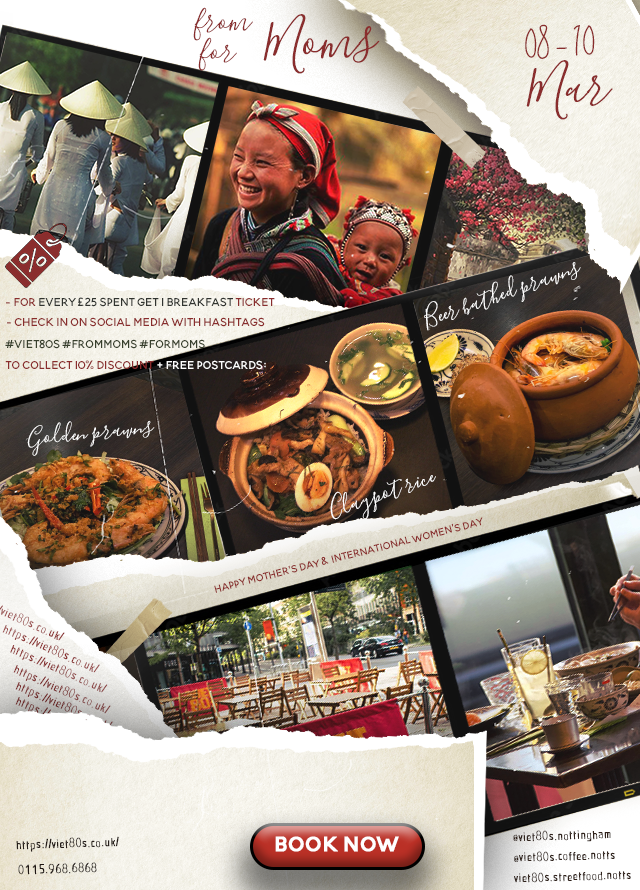 from
for Moms
08-10
Mar
%
- FOR EVERY £25 SPENT GET 1 BREAKFAST TICKET
- CHECK IN ON SOCIAL MEDIA WITH HASHTAGS
#VIET80S #FROMMOMS #FORMOMS
TO COLLECT 10% DISCOUNT + FREE POSTCARDS:
Beer bathed prawns
Golden prawns
Claypot rice
HAPPY MOTHER'S DAY & INTERNATIONAL WOMEN'S DAY
https://viet80s.co.uk/
https://viet80s.co.uk/
https://viet80s.co.uk/
https://viet80s.co.uk/
https://viet80s
https://viet80s.co.uk/
0115.968.6868
BOOK NOW
@viet80s.nottingham
@viet80s.coffee.notts
viet80s.streetfood.notts